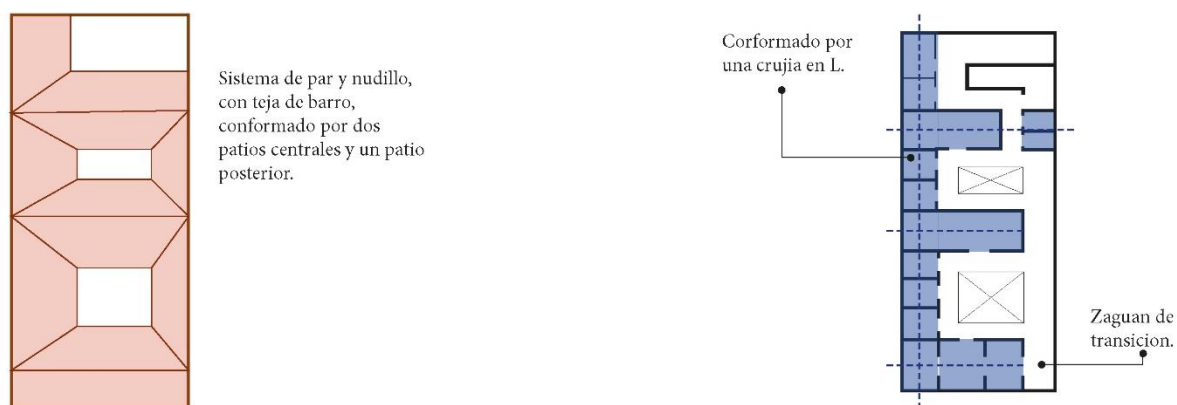 Sistema de par y nudillo,
con teja de barro,
conformado por dos
patios centrales y un patio
posterior.
Corformado por
una crujia en L.
Zaguan de
transicion.